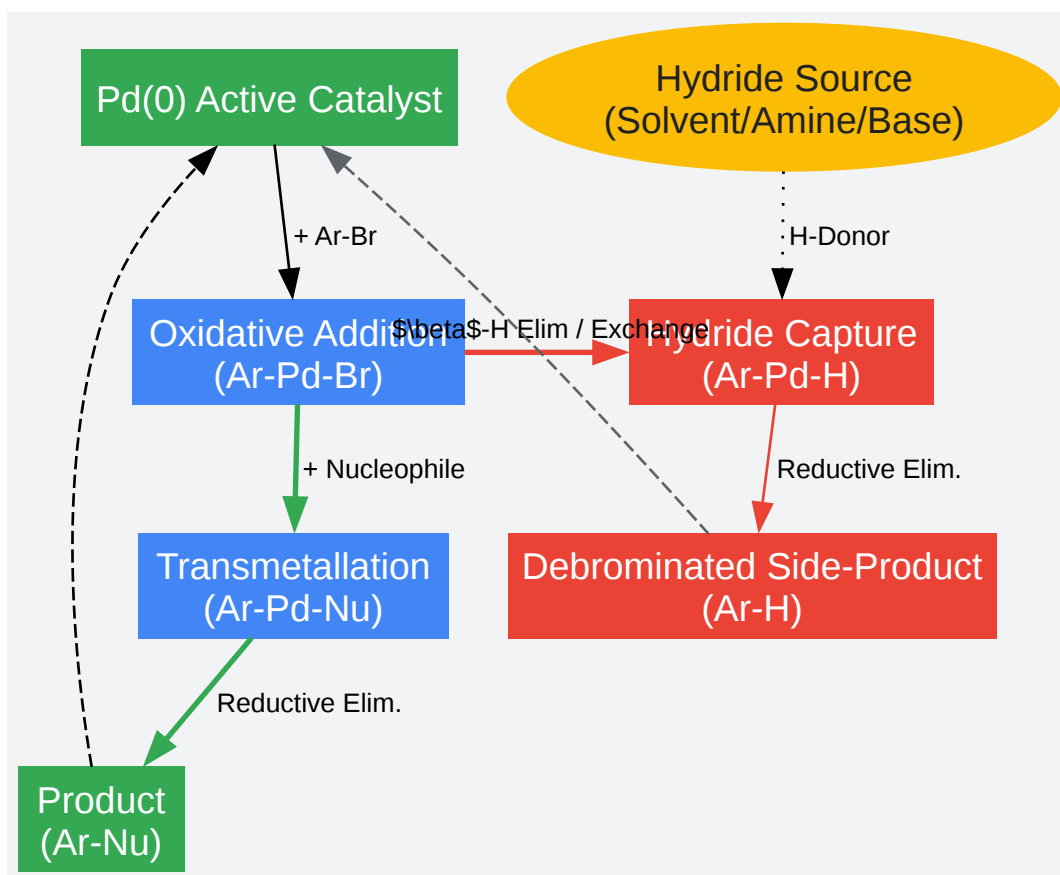 Pd(0) Active Catalyst
Hydride Source
(Solvent/Amine/Base)
+ Ar-Br
H-Donor
Oxidative Addition
(Ar-Pd-Br)
$\beta$-H Elim / Exchange
Hydride Capture
(Ar-Pd-H)
+ Nucleophile
Reductive Elim.
Transmetallation
(Ar-Pd-Nu)
Debrominated Side-Product
(Ar-H)
Reductive Elim.
Product
(Ar-Nu)